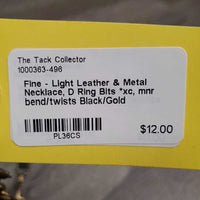 The Tack Collector
1000363-496
Fine - Light Leather & Metal
Necklace, D Ring Bits *xc, mnr
bend/twists Black/Gold
$12.00
PL36CS